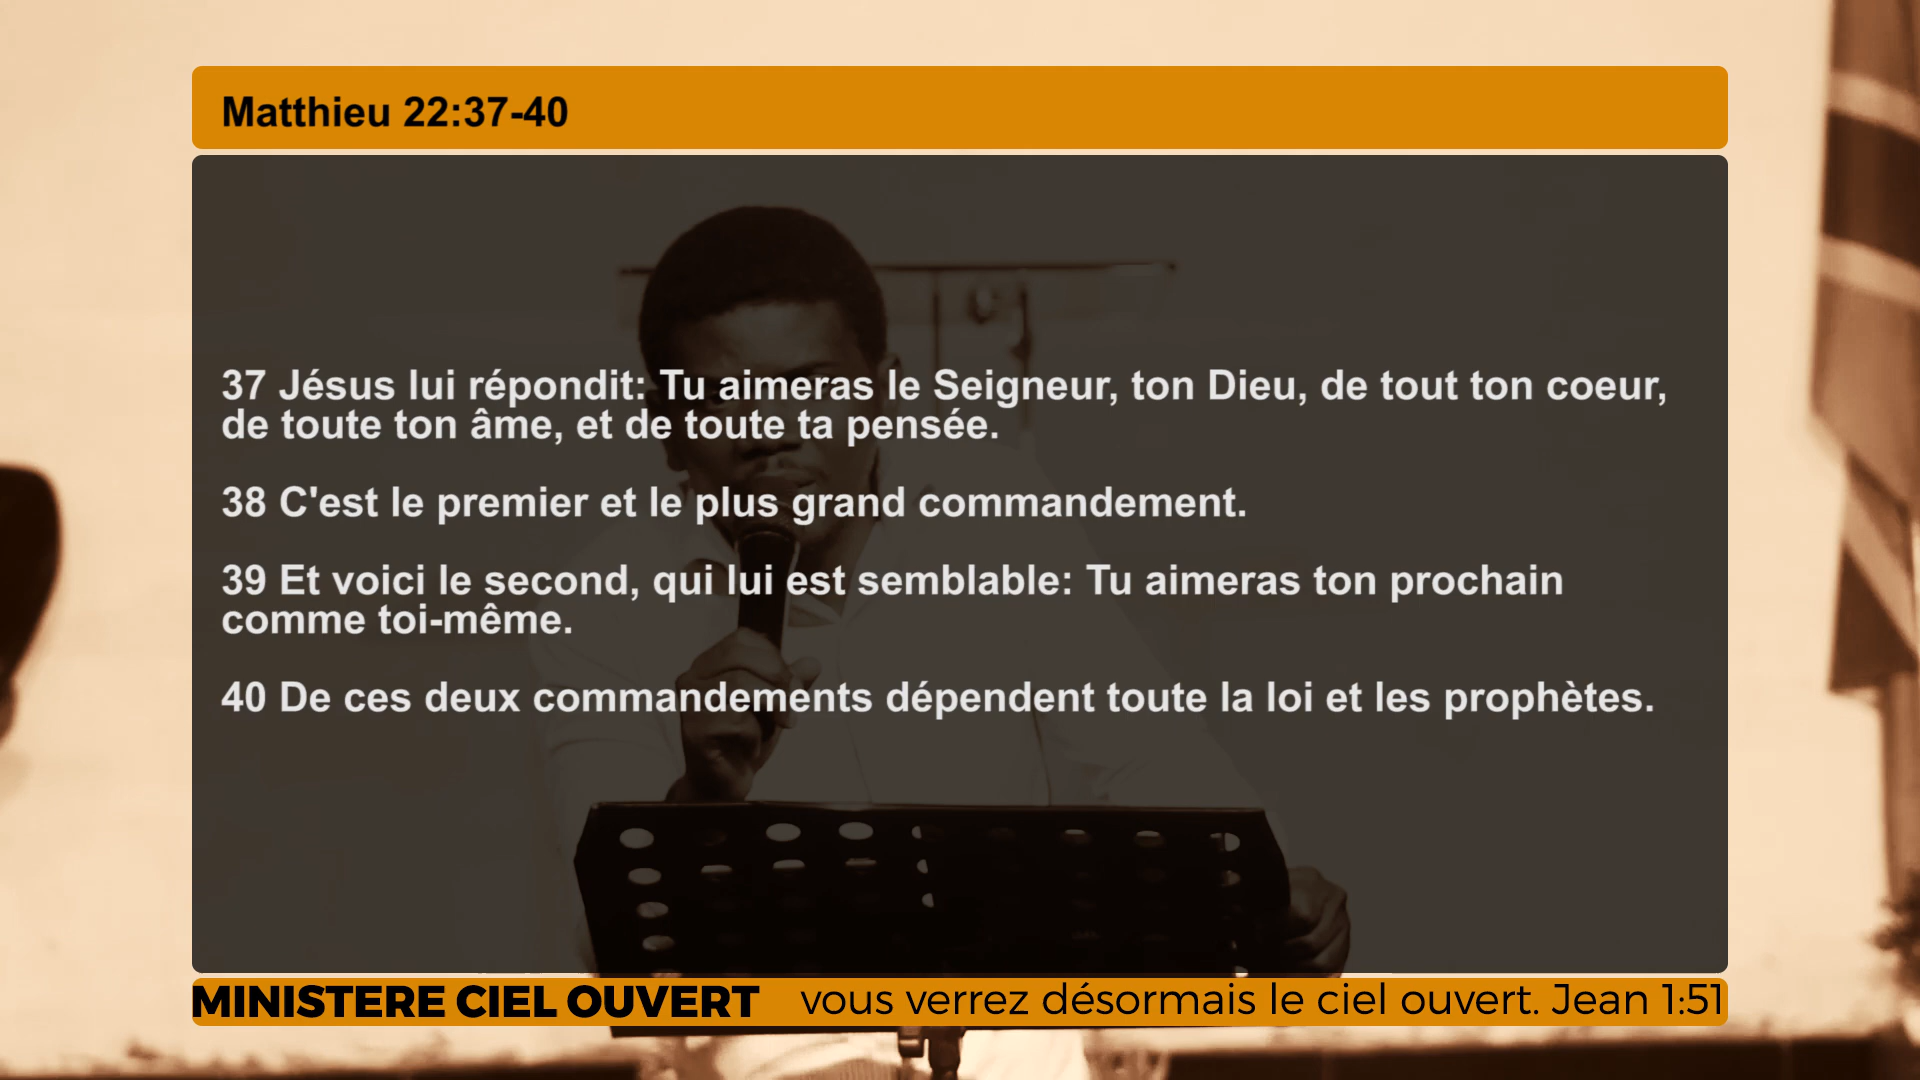 Matthieu 22:37-40
37 Jésus lui répondit: Tu aimeras le Seigneur, ton Dieu, de tout ton coeur,
de toute ton âme, et de toute ta pensée.
38 C'est le premier et le plus grand commandement.
39 Et voici le second, qui lui est semblable: Tu aimeras ton prochain
comme toi-même.
40 De ces deux commandements dépendent toute la loi et les prophètes.
MINISTERE CIEL OUVERT vous verrez désormais le ciel ouvert. Jean 1:51